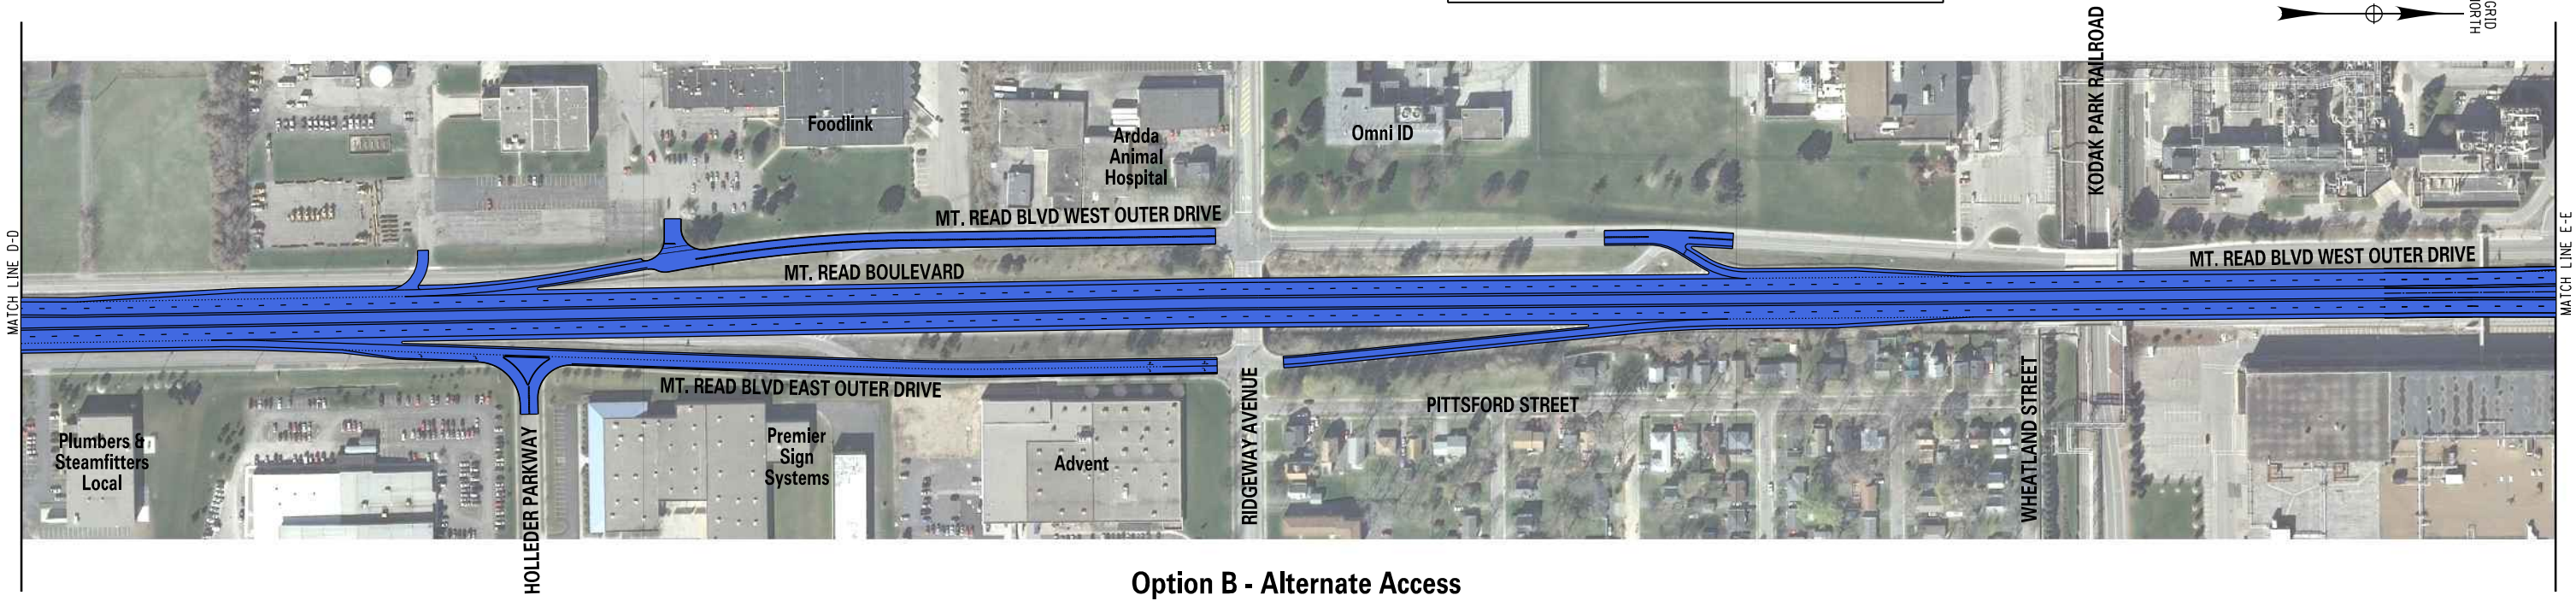 GRID
NORTH
KODAK PARK RAILROAD
Foodlink
Ardda
Animal
Hospital
Omni ID
MT. READ BLVD WEST OUTER DRIVE
MT. READ BOULEVARD
MT. READ BLVD WEST OUTER DRIVE
MATCH LINE D-D
MATCH LINE E-E
MT. READ BLVD EAST OUTER DRIVE
RIDGEWAY AVENUE
PITTSFORD STREET
WHEATLAND STREET
Plumbers &
Steamfitters
Local
HOLLEDER PARKWAY
Premier
Sign
Systems
Advent
Option B - Alternate Access